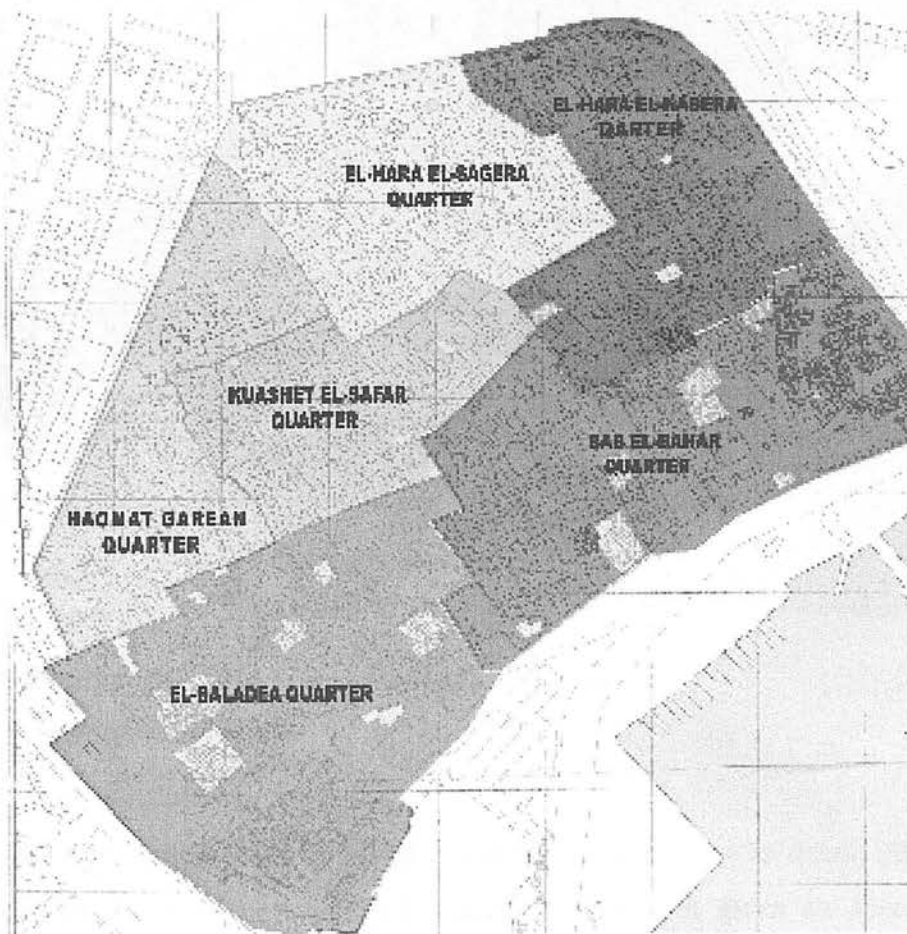 EL-HARA EL-KABERA
QARTER
EL-HARA EL-SAGERA
QUARTER
KUASHET EL-SAFAR
QUARTER
BAB EL-BAHAR
QUARTER
HAOMAT GAREAN
QUARTER
EL-BALADEA QUARTER